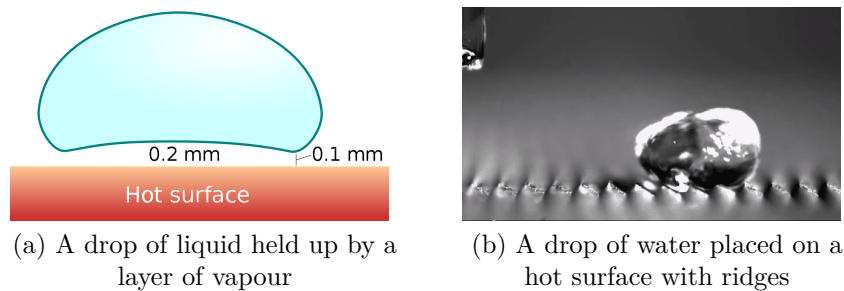 0.2 mm
0.1 mm
Hot surface
(a) A drop of liquid held up by a
layer of vapour
(b) A drop of water placed on a
hot surface with ridges